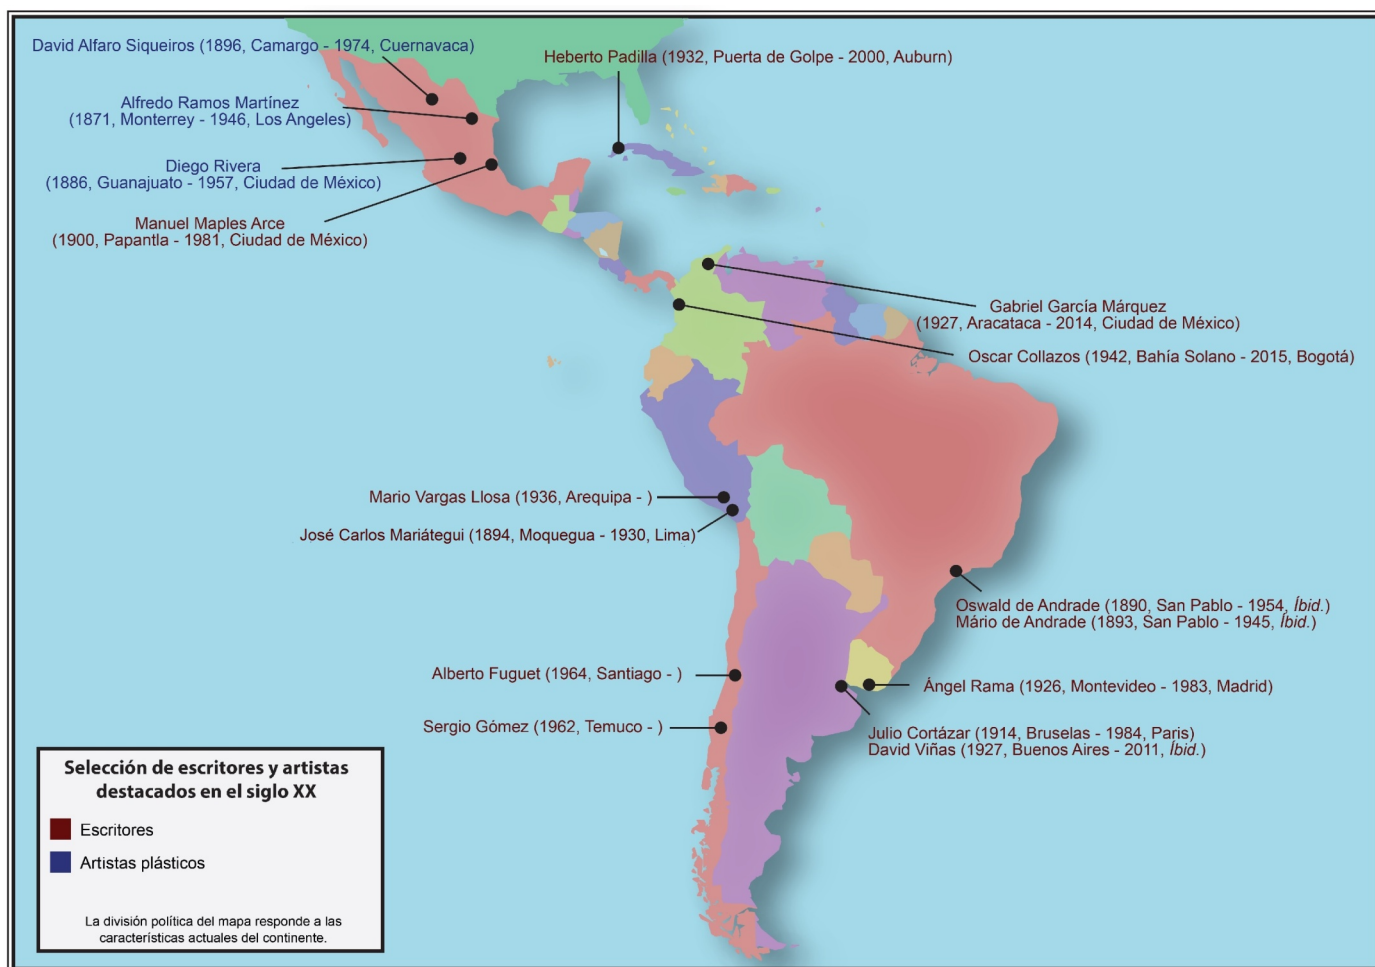 David Alfaro Siqueiros (1896, Camargo - 1974, Cuernavaca)
Heberto Padilla (1932, Puerta de Golpe - 2000, Auburn)
Alfredo Ramos Martínez
(1871, Monterrey - 1946, Los Angeles)
Diego Rivera
(1886, Guanajuato - 1957, Ciudad de México)
Manuel Maples Arce
(1900, Papantla - 1981, Ciudad de México)
Gabriel García Márquez
(1927, Aracataca - 2014, Ciudad de México)
Oscar Collazos (1942, Bahía Solano - 2015, Bogotá)
Mario Vargas Llosa (1936, Arequipa - )
José Carlos Mariátegui (1894, Moquegua - 1930, Lima)
Oswald de Andrade (1890, San Pablo - 1954, Íbid.)
Mário de Andrade (1893, San Pablo - 1945, Íbid.)
Alberto Fuguet (1964, Santiago - )
Ángel Rama (1926, Montevideo - 1983, Madrid)
Sergio Gómez (1962, Temuco - )
Julio Cortázar (1914, Bruselas - 1984, Paris)
David Viñas (1927, Buenos Aires - 2011, Íbid.)
Selección de escritores y artistas
destacados en el siglo XX
Escritores
Artistas plásticos
La división política del mapa responde a las
características actuales del continente.